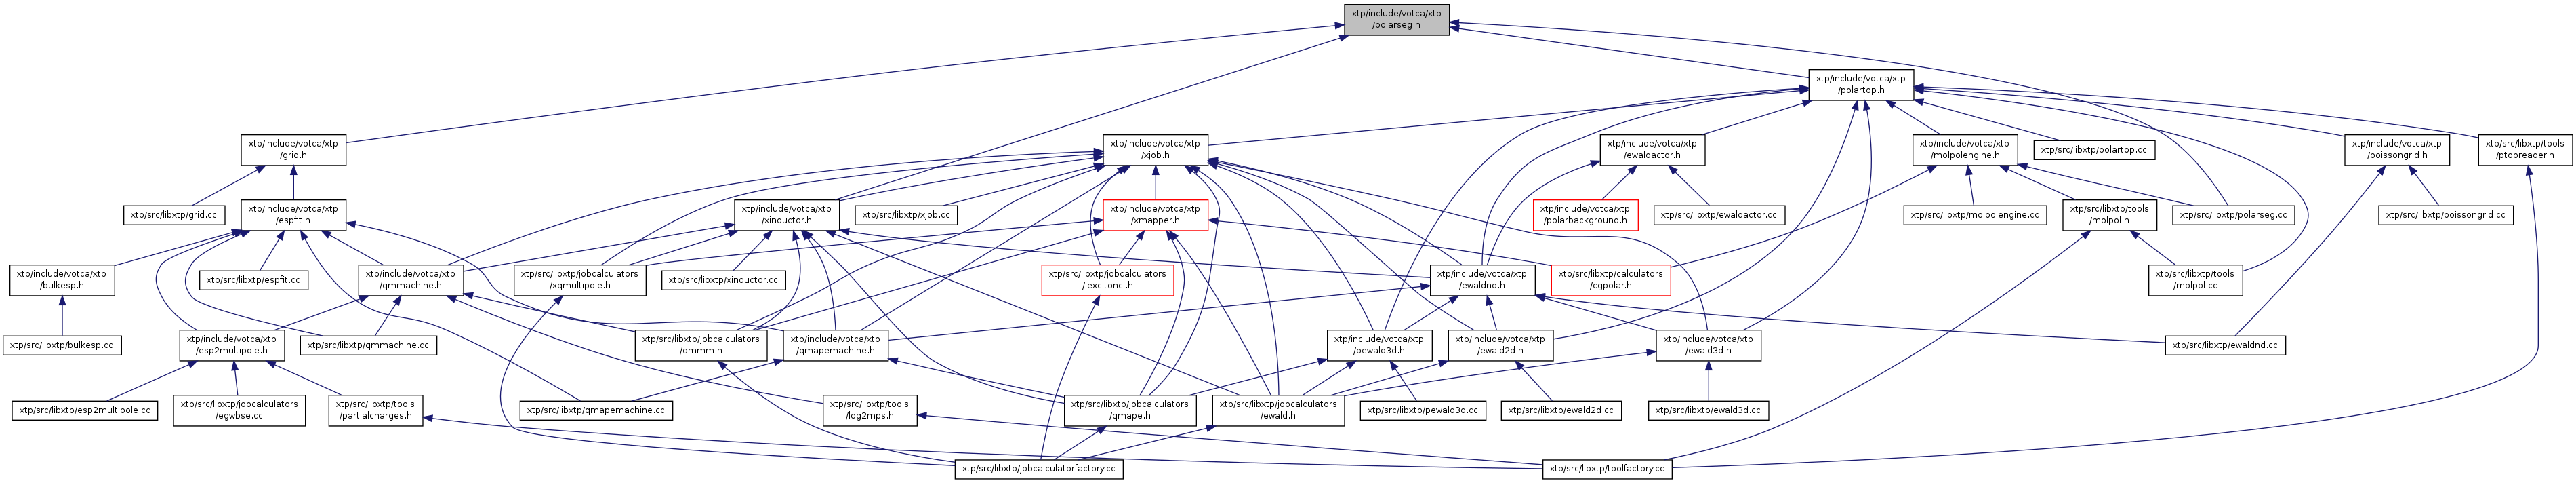 xtp/include/votca/xtp
/polarseg.h
xtp/include/votca/xtp
/polartop.h
xtp/include/votca/xtp
/grid.h
xtp/include/votca/xtp
/xjob.h
xtp/include/votca/xtp
/ewaldactor.h
xtp/include/votca/xtp
/molpolengine.h
xtp/src/libxtp/polartop.cc
xtp/include/votca/xtp
/poissongrid.h
xtp/src/libxtp/tools
/ptopreader.h
xtp/src/libxtp/grid.cc
xtp/include/votca/xtp
/espfit.h
xtp/include/votca/xtp
/xinductor.h
xtp/src/libxtp/xjob.cc
xtp/include/votca/xtp
/xmapper.h
xtp/include/votca/xtp
/polarbackground.h
xtp/src/libxtp/ewaldactor.cc
xtp/src/libxtp/molpolengine.cc
xtp/src/libxtp/tools
/molpol.h
xtp/src/libxtp/polarseg.cc
xtp/src/libxtp/poissongrid.cc
xtp/include/votca/xtp
/bulkesp.h
xtp/src/libxtp/espfit.cc
xtp/include/votca/xtp
/qmmachine.h
xtp/src/libxtp/jobcalculators
/xqmultipole.h
xtp/src/libxtp/xinductor.cc
xtp/src/libxtp/jobcalculators
/iexcitoncl.h
xtp/include/votca/xtp
/ewaldnd.h
xtp/src/libxtp/calculators
/cgpolar.h
xtp/src/libxtp/tools
/molpol.cc
xtp/src/libxtp/bulkesp.cc
xtp/include/votca/xtp
/esp2multipole.h
xtp/src/libxtp/qmmachine.cc
xtp/src/libxtp/jobcalculators
/qmmm.h
xtp/include/votca/xtp
/qmapemachine.h
xtp/include/votca/xtp
/pewald3d.h
xtp/include/votca/xtp
/ewald2d.h
xtp/include/votca/xtp
/ewald3d.h
xtp/src/libxtp/ewaldnd.cc
xtp/src/libxtp/esp2multipole.cc
xtp/src/libxtp/jobcalculators
/egwbse.cc
xtp/src/libxtp/tools
/partialcharges.h
xtp/src/libxtp/qmapemachine.cc
xtp/src/libxtp/tools
/log2mps.h
xtp/src/libxtp/jobcalculators
/qmape.h
xtp/src/libxtp/jobcalculators
/ewald.h
xtp/src/libxtp/pewald3d.cc
xtp/src/libxtp/ewald2d.cc
xtp/src/libxtp/ewald3d.cc
xtp/src/libxtp/jobcalculatorfactory.cc
xtp/src/libxtp/toolfactory.cc